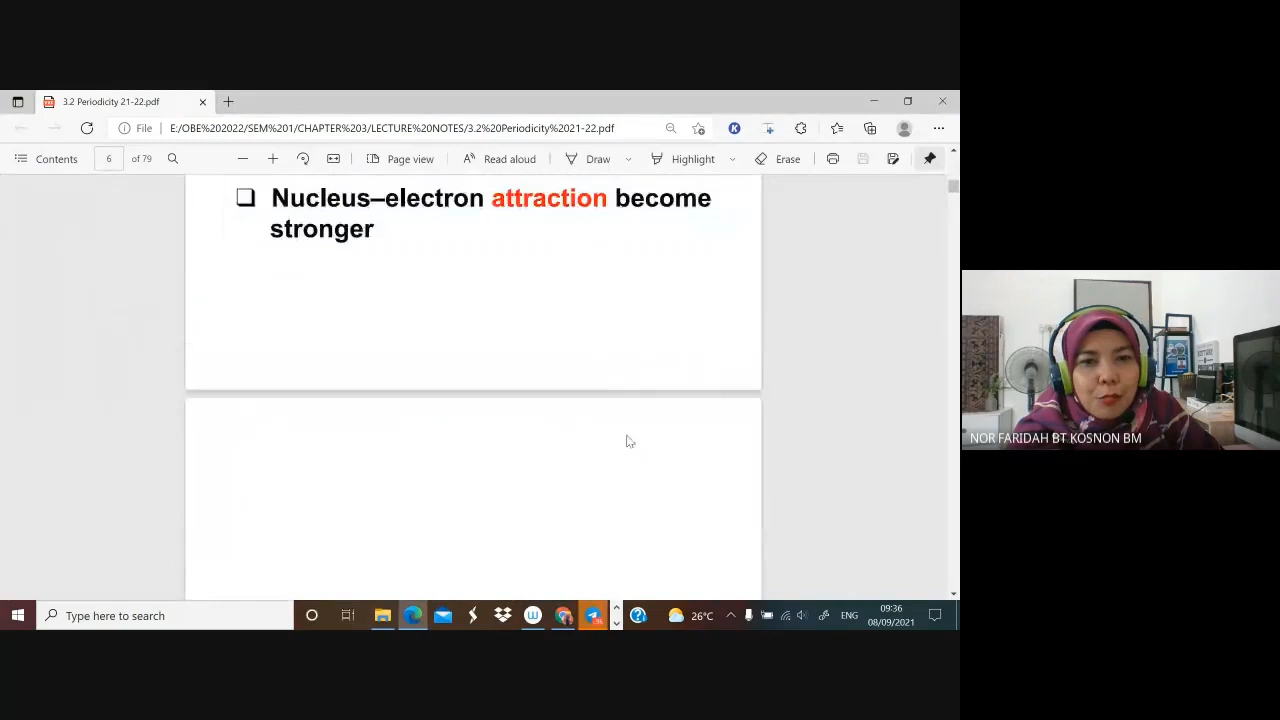 3.2 Periodicity 21-22.pdf
File E:/OBE%202022/SEM%201/CHAPTER%203/LECTURE%20NOTES/3.2%20Periodicity%2021-22.pdf
Contents 6 of 79 Page view Read aloud Draw Highlight Erase
Nucleus–electron attraction become
stronger
NOR FARIDAH BT KOSNON BM
Type here to search 26°C ENG 09:36
08/09/2021